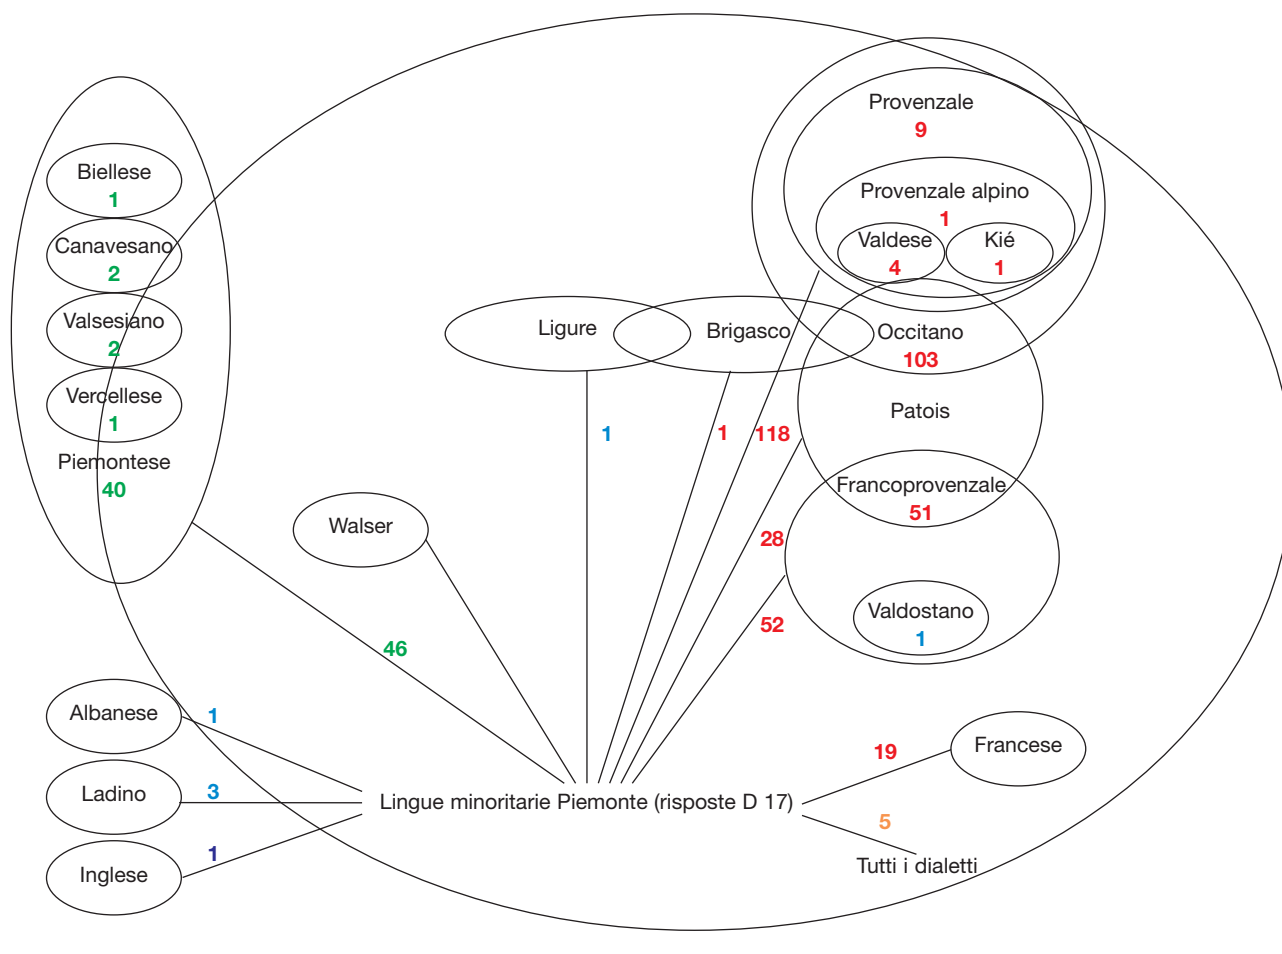 Provenzale
9
Provenzale alpino
1
Valdese
4
Kié
1
Biellese
1
Canavesano
2
Valsesiano
2
Vercellese
1
Piemontese
40
Ligure
Brigasco
Occitano
103
Patois
1
1
118
Francoprovenzale
51
Walser
28
52
Valdostano
1
46
Albanese
1
Ladino
3
Inglese
1
Lingue minoritarie Piemonte (risposte D 17)
19
Francese
5
Tutti i dialetti